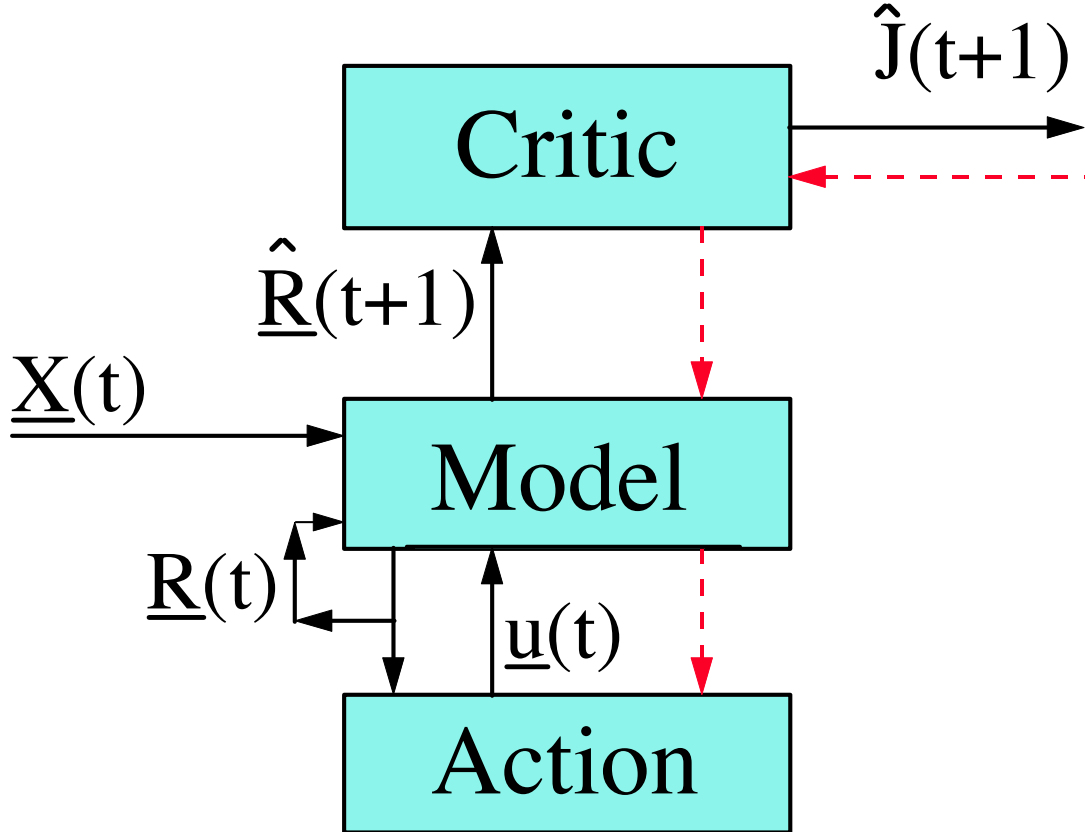 Ĵ(t+1)
Critic
R̂(t+1)
X(t)
Model
R(t)
u(t)
Action